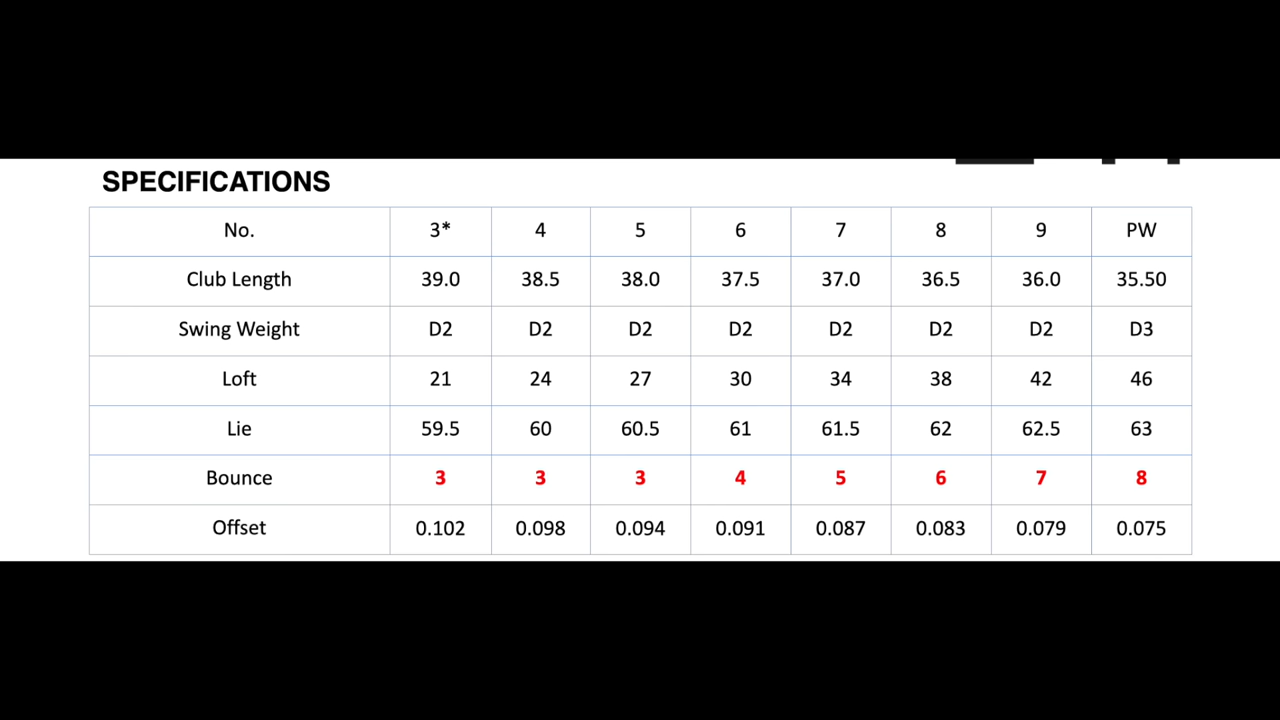 SPECIFICATIONS
No. 3* 4 5 6 7 8 9 PW
Club Length 39.0 38.5 38.0 37.5 37.0 36.5 36.0 35.50
Swing Weight D2 D2 D2 D2 D2 D2 D2 D3
Loft 21 24 27 30 34 38 42 46
Lie 59.5 60 60.5 61 61.5 62 62.5 63
Bounce 3 3 3 4 5 6 7 8
Offset 0.102 0.098 0.094 0.091 0.087 0.083 0.079 0.075